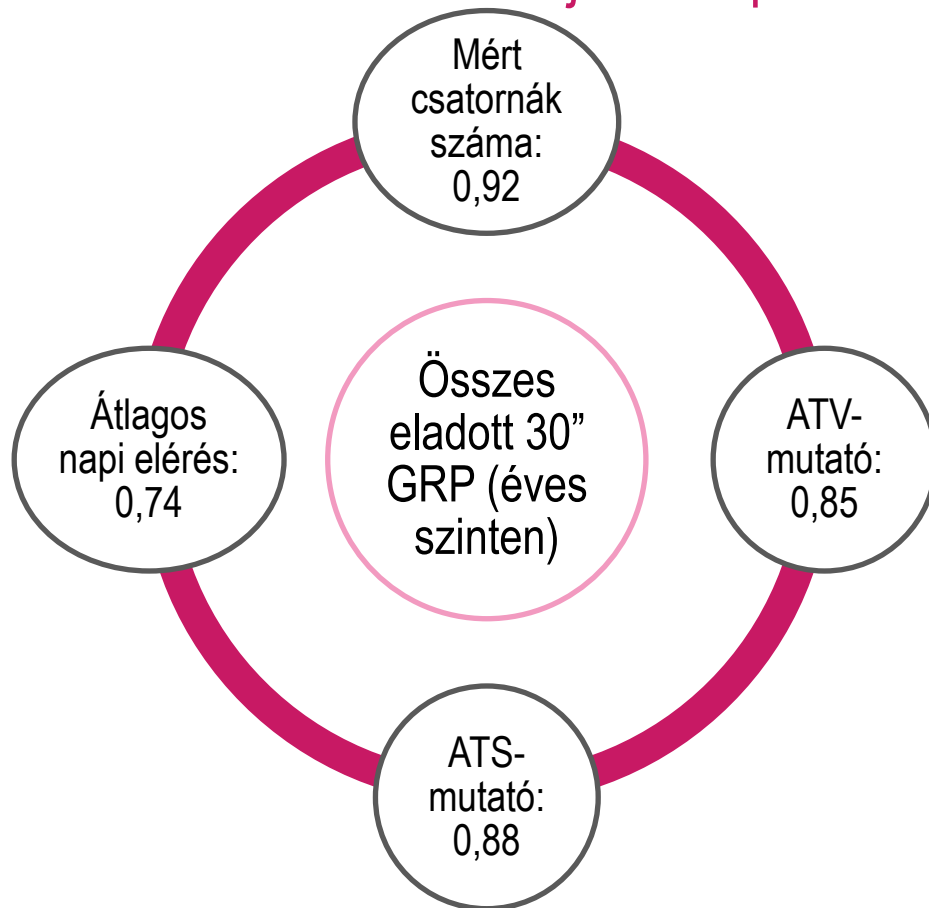 Mért
csatornák
száma:
0,92
Átlagos
napi elérés:
0,74
Összes
eladott 30”
GRP (éves
szinten)
ATV-
mutató:
0,85
ATS-
mutató:
0,88